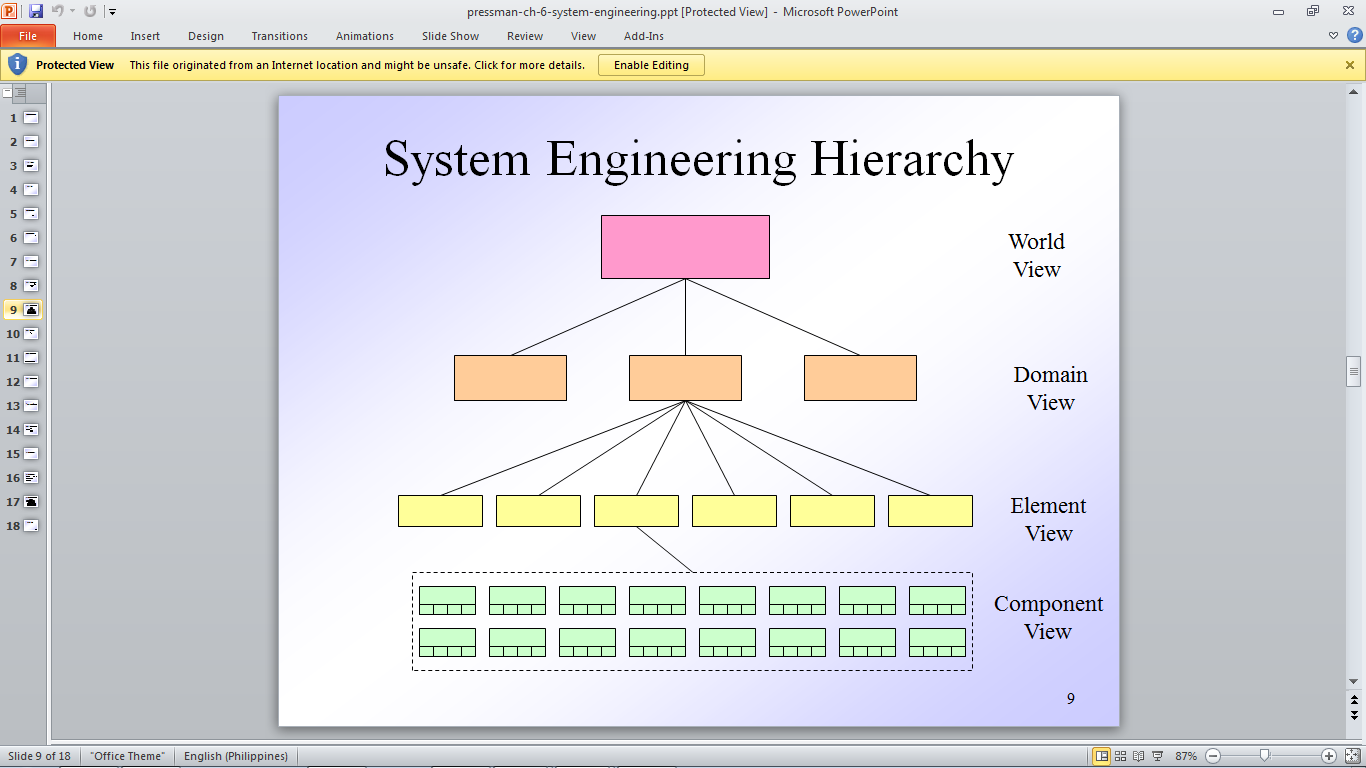 pressman-ch-6-system-engineering.ppt [Protected View] - Microsoft PowerPoint
File Home Insert Design Transitions Animations Slide Show Review View Add-Ins
Protected View This file originated from an Internet location and might be unsafe. Click for more details. Enable Editing
1
2
3
4
5
6
7
8
9
10
11
12
13
14
15
16
17
18
System Engineering Hierarchy
World
View
Domain
View
Element
View
Component
View
9
Slide 9 of 18 "Office Theme" English (Philippines) 87%